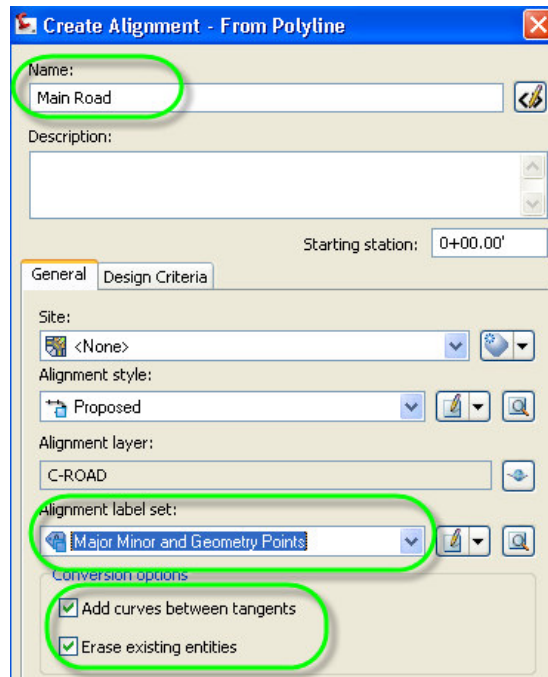 Create Alignment - From Polyline
Name:
Main Road
Description:
Starting station: 0+00.00'
General Design Criteria
Site:
<None>
Alignment style:
Proposed
Alignment layer:
C-ROAD
Alignment label set:
Major Minor and Geometry Points
Conversion options
Add curves between tangents
Erase existing entities